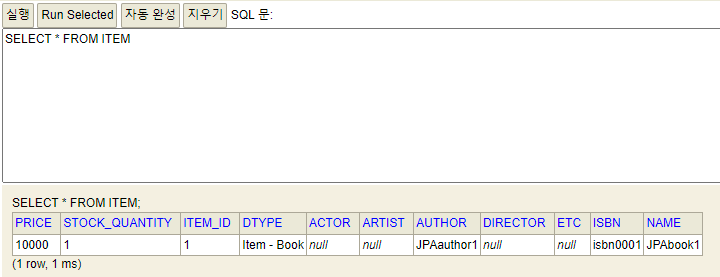 실행 Run Selected 자동 완성 지우기 SQL 문:
SELECT * FROM ITEM
SELECT * FROM ITEM;
PRICE STOCK_QUANTITY ITEM_ID DTYPE ACTOR ARTIST AUTHOR DIRECTOR ETC ISBN NAME
10000 1 1 Item - Book null null JPAauthor1 null null isbn0001 JPAbook1
(1 row, 1 ms)